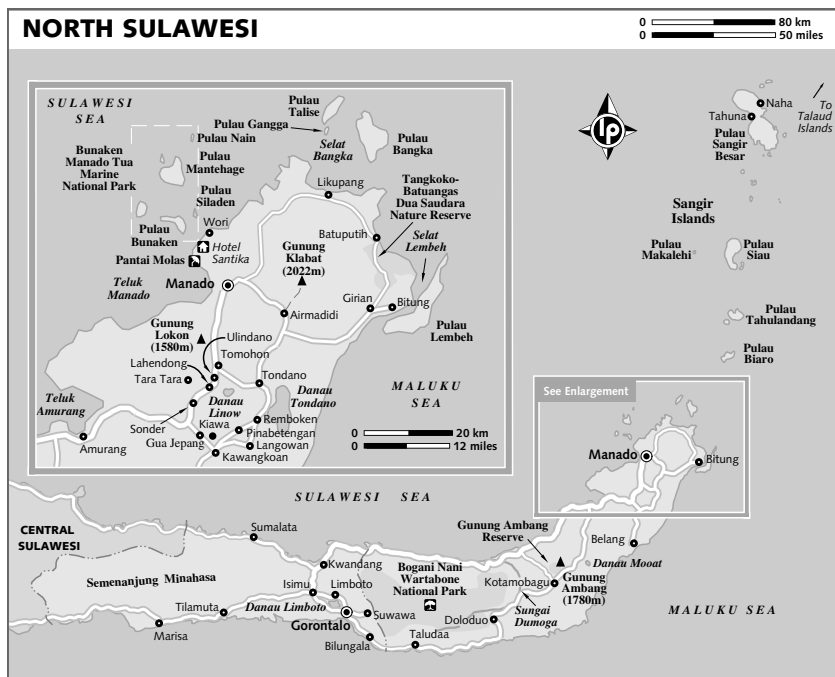 NORTH SULAWESI
0 80 km
0 50 miles
SULAWESI
SEA
Pulau
Talise
Pulau Gangga
Pulau Nain
Selat
Bangka
Pulau
Bangka
Bunaken
Manado Tua
Marine
National Park
Pulau
Mantehage
Pulau
Siladen
Likupang
Tangkoko-
Batuangas
Dua Saudara
Nature Reserve
Wori
Pulau
Bunaken
Hotel
Santika
Pantai Molas
Batuputih
Selat
Lembeh
Gunung
Klabat
(2022m)
Teluk
Manado
Manado
Girian
Bitung
Airmadidi
Pulau
Lembeh
Gunung
Lokon
(1580m)
Ulindano
Tomohon
Lahendong
Tara Tara
Tondano
Danau
Tondano
MALUKU
SEA
Teluk
Amurang
Danau
Linow
Sonder
Kiawa
Remboken
Pinabetengan
Gua Jepang
Langowan
Amurang
Kawangkoan
0 20 km
0 12 miles
lp
Naha
Tahuna
To
Talaud
Islands
Pulau
Sangir
Besar
Sangir
Islands
Pulau
Makalehi
Pulau
Siau
Pulau
Tahulandang
Pulau
Biaro
See Enlargement
Manado
Bitung
SULAWESI SEA
CENTRAL
SULAWESI
Sumalata
Gunung Ambang
Reserve
Belang
Kwandang
Bogani Nani
Wartabone
National Park
Danau Mooat
Semenanjung Minahasa
Isimu
Limboto
Kotamobagu
Gunung
Ambang
(1780m)
Tilamuta
Danau Limboto
Suwawa
Sungai
Dumoga
MALUKU SEA
Marisa
Gorontalo
Doloduo
Bilungala
Taludaa